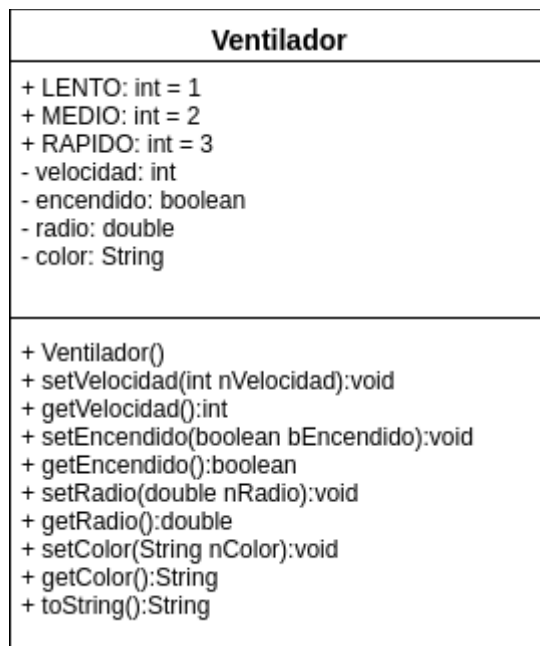 Ventilador
+ LENTO: int = 1
+ MEDIO: int = 2
+ RAPIDO: int = 3
- velocidad: int
- encendido: boolean
- radio: double
- color: String
+ Ventilador()
+ setVelocidad(int nVelocidad):void
+ getVelocidad():int
+ setEncendido(boolean bEncendido):void
+ getEncendido():boolean
+ setRadio(double nRadio):void
+ getRadio():double
+ setColor(String nColor):void
+ getColor():String
+ toString():String